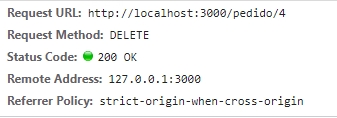 Request URL: http://localhost:3000/pedido/4
Request Method: DELETE
Status Code: 200 OK
Remote Address: 127.0.0.1:3000
Referrer Policy: strict-origin-when-cross-origin